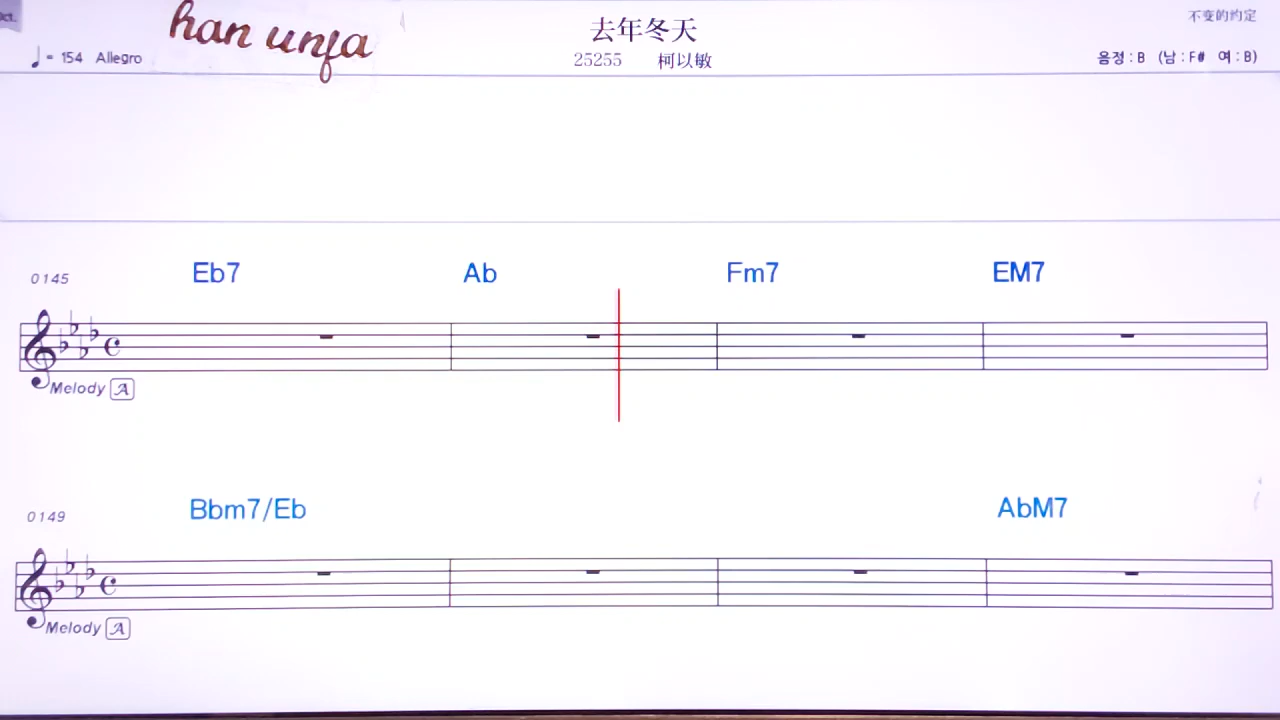 han unfa
去年冬天
不变的约定
♩= 154 Allegro
25255 柯以敏
음정 : B (남 : F# 여 : B)
0145 Eb7 Ab Fm7 EM7
Melody A
0149 Bbm7/Eb AbM7
Melody A